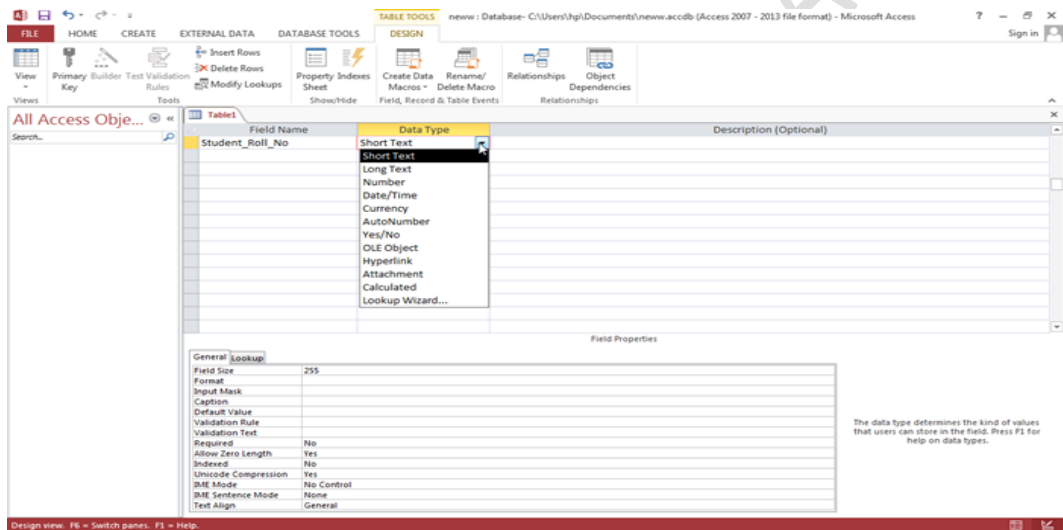 TABLE TOOLS neww : Database- C:\Users\hp\Documents\neww.accdb (Access 2007 - 2013 file format) - Microsoft Access
FILE HOME CREATE EXTERNAL DATA DATABASE TOOLS DESIGN Sign in
View
Primary Key
Builder
Test Validation Rules
Insert Rows
Delete Rows
Modify Lookups
Property Sheet
Indexes
Create Data Macros
Rename/ Delete Macro
Relationships
Object Dependencies
Views Tools Show/Hide Field, Record & Table Events Relationships
All Access Obje...
Search...
Table1
Field Name Data Type Description (Optional)
Student_Roll_No Short Text
Short Text
Long Text
Number
Date/Time
Currency
AutoNumber
Yes/No
OLE Object
Hyperlink
Attachment
Calculated
Lookup Wizard...
Field Properties
General Lookup
Field Size 255
Format
Input Mask
Caption
Default Value
Validation Rule
Validation Text
Required No
Allow Zero Length Yes
Indexed No
Unicode Compression Yes
IME Mode No Control
IME Sentence Mode None
Text Align General
The data type determines the kind of values
that users can store in the field. Press F1 for
help on data types.
Design view. F6 = Switch panes. F1 = Help.